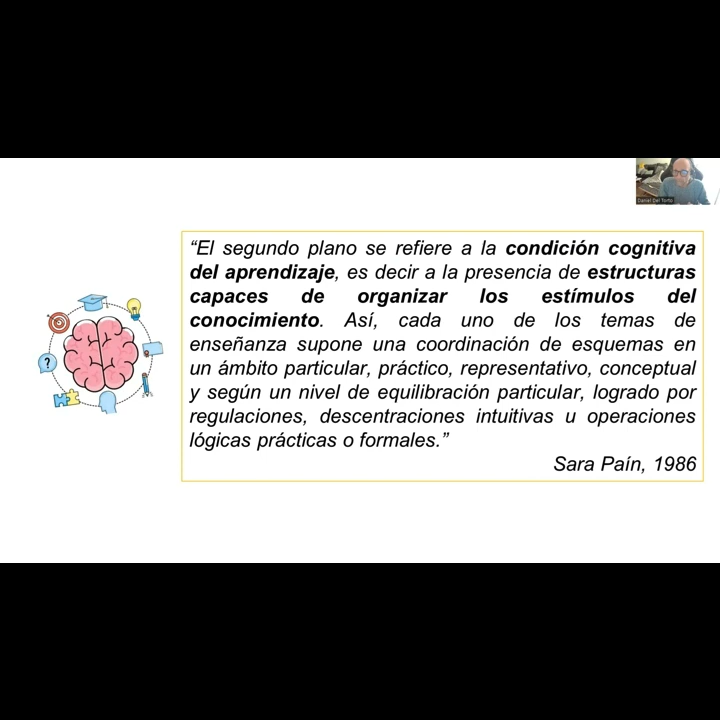 Daniel Del Torto
“El segundo plano se refiere a la condición cognitiva
del aprendizaje, es decir a la presencia de estructuras
capaces de organizar los estímulos del
conocimiento. Así, cada uno de los temas de
enseñanza supone una coordinación de esquemas en
un ámbito particular, práctico, representativo, conceptual
y según un nivel de equilibración particular, logrado por
regulaciones, descentraciones intuitivas u operaciones
lógicas prácticas o formales.”
Sara Paín, 1986
?